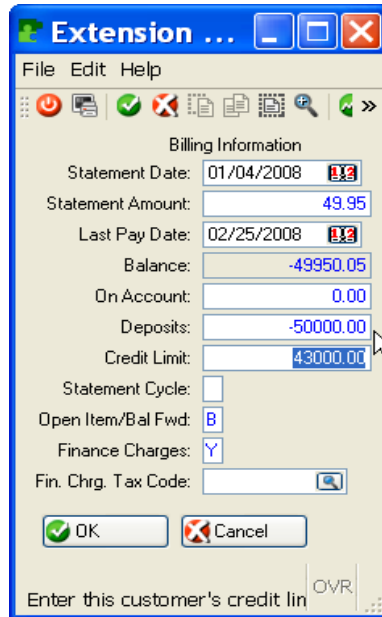 Extension ...
File Edit Help
Billing Information
Statement Date: 01/04/2008
Statement Amount: 49.95
Last Pay Date: 02/25/2008
Balance: -49950.05
On Account: 0.00
Deposits: -50000.00
Credit Limit: 43000.00
Statement Cycle:
Open Item/Bal Fwd: B
Finance Charges: Y
Fin. Chrg. Tax Code:
OK Cancel
Enter this customer's credit lin OVR